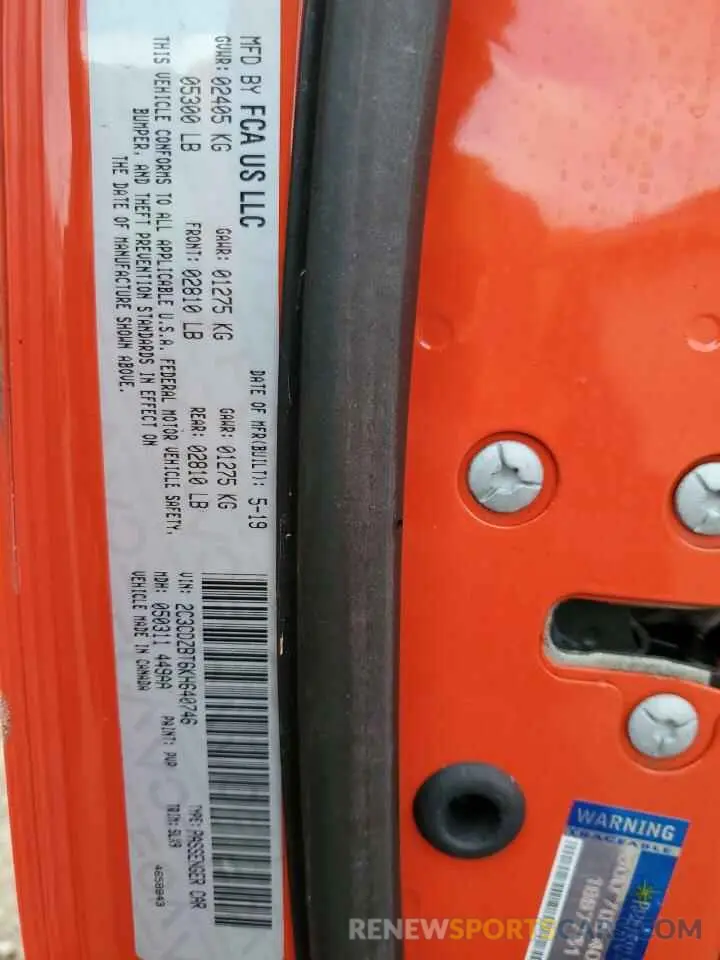 MFD BY FCA US LLC
DATE OF MFR(BUILT): 5-19
GVWR: 02405 KG
GAWR: 01275 KG
GAWR: 01275 KG
05300 LB
FRONT: 02810 LB
REAR: 02810 LB
THIS VEHICLE CONFORMS TO ALL APPLICABLE U.S.A. FEDERAL MOTOR VEHICLE SAFETY,
BUMPER, AND THEFT PREVENTION STANDARDS IN EFFECT ON
THE DATE OF MANUFACTURE SHOWN ABOVE.
VIN: 2C3CDZBT6KH640746
TYPE: PASSENGER CAR
MDH: 050311 449AA
PAINT: PVP
TRIM: SLX9
VEHICLE MADE IN CANADA
4658843
WARNING
TRACEABLE
RENEWSPORTSCARS.COM